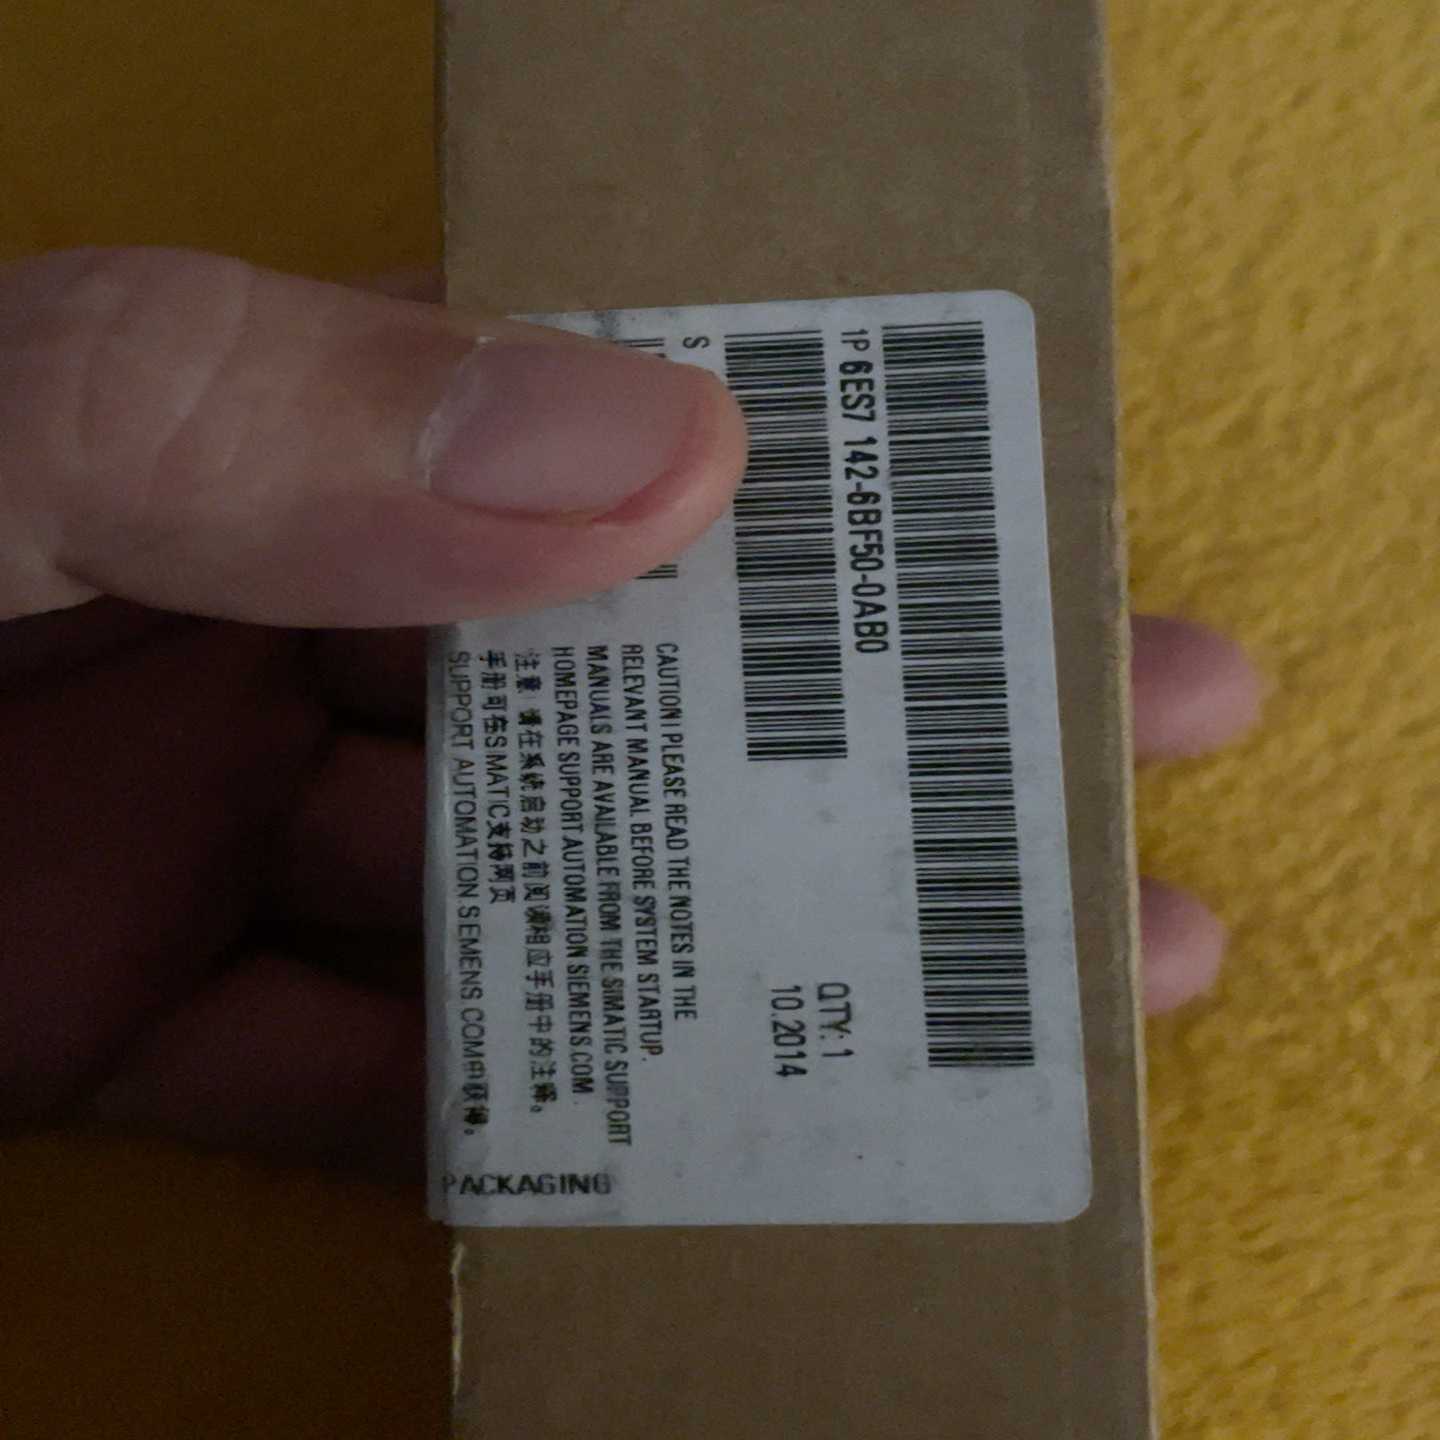 1P 6ES7 142-6BF50-0AB0
QTY:1
10.2014
S
CAUTION PLEASE READ THE NOTES IN THE
RELEVANT MANUAL BEFORE SYSTEM STARTUP.
MANUALS ARE AVAILABLE FROM THE SIMATIC SUPPORT
HOMEPAGE SUPPORT AUTOMATION SIEMENS.COM.
注意 请在系统启动之前阅读相应手册中的注释。
手册可在SIMATIC支持网页
SUPPORT AUTOMATION SIEMENS COM中获得。
PACKAGING